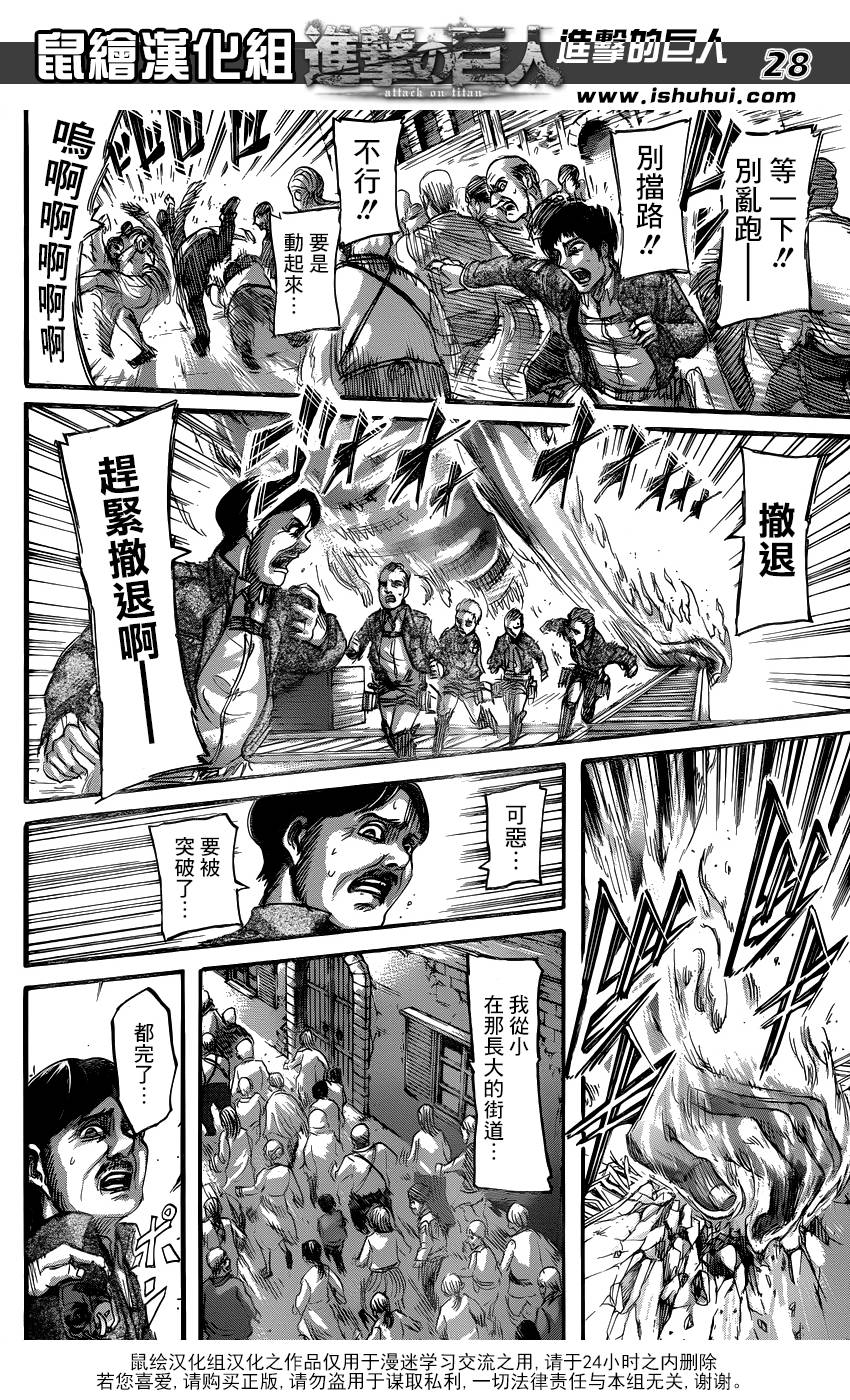 鼠繪漢化組
進撃の巨人
attack on titan
進擊的巨人
28
www.ishuhui.com
等一下!!
別亂跑——
別擋路!!
不行!!
要是
動起來…
嗚
啊啊啊啊啊
撤退
趕緊撤退啊——
可惡…
要被
突破了…
我從小
在那長大的街道…
都完了…
ポン
鼠绘汉化组汉化之作品仅用于漫迷学习交流之用, 请于24小时之内删除
若您喜爱, 请购买正版, 请勿盗用于谋取私利, 一切法律责任与本组无关, 谢谢。